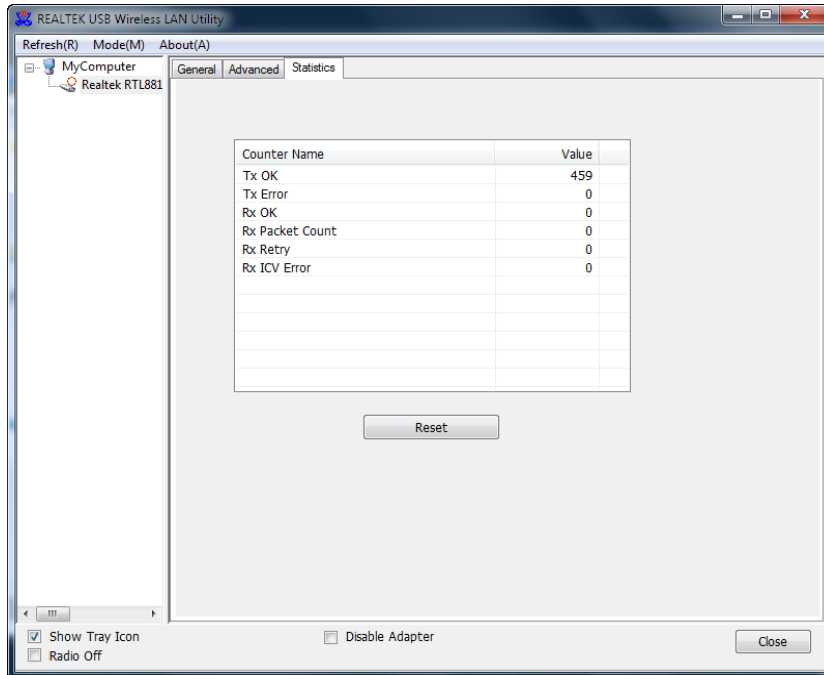 REALTEK USB Wireless LAN Utility
Refresh(R) Mode(M) About(A)
MyComputer
Realtek RTL881
General Advanced Statistics
Counter Name Value
Tx OK 459
Tx Error 0
Rx OK 0
Rx Packet Count 0
Rx Retry 0
Rx ICV Error 0
Reset
Show Tray Icon
Radio Off
Disable Adapter
Close